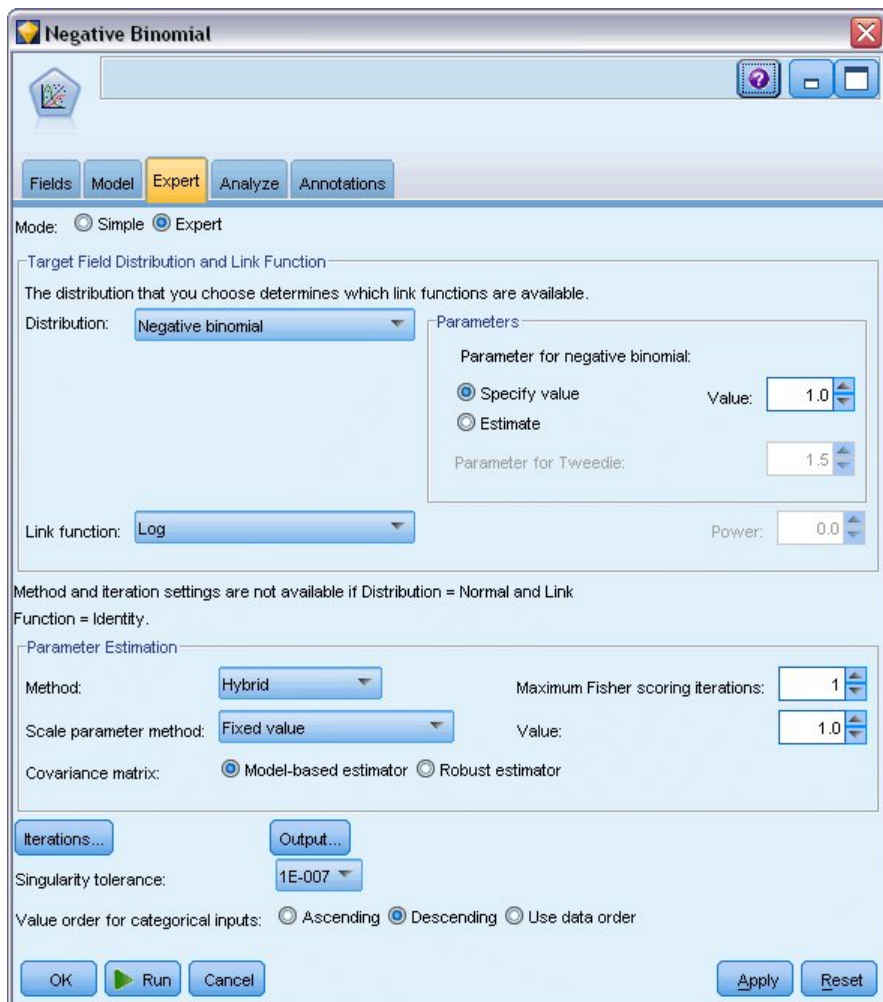 Negative Binomial
Fields Model Expert Analyze Annotations
Mode: Simple Expert
Target Field Distribution and Link Function
The distribution that you choose determines which link functions are available.
Distribution: Negative binomial
Parameters
Parameter for negative binomial:
Specify value Value: 1.0
Estimate
Parameter for Tweedie: 1.5
Link function: Log Power: 0.0
Method and iteration settings are not available if Distribution = Normal and Link
Function = Identity.
Parameter Estimation
Method: Hybrid Maximum Fisher scoring iterations: 1
Scale parameter method: Fixed value Value: 1.0
Covariance matrix: Model-based estimator Robust estimator
Iterations... Output...
Singularity tolerance: 1E-007
Value order for categorical inputs: Ascending Descending Use data order
OK Run Cancel Apply Reset